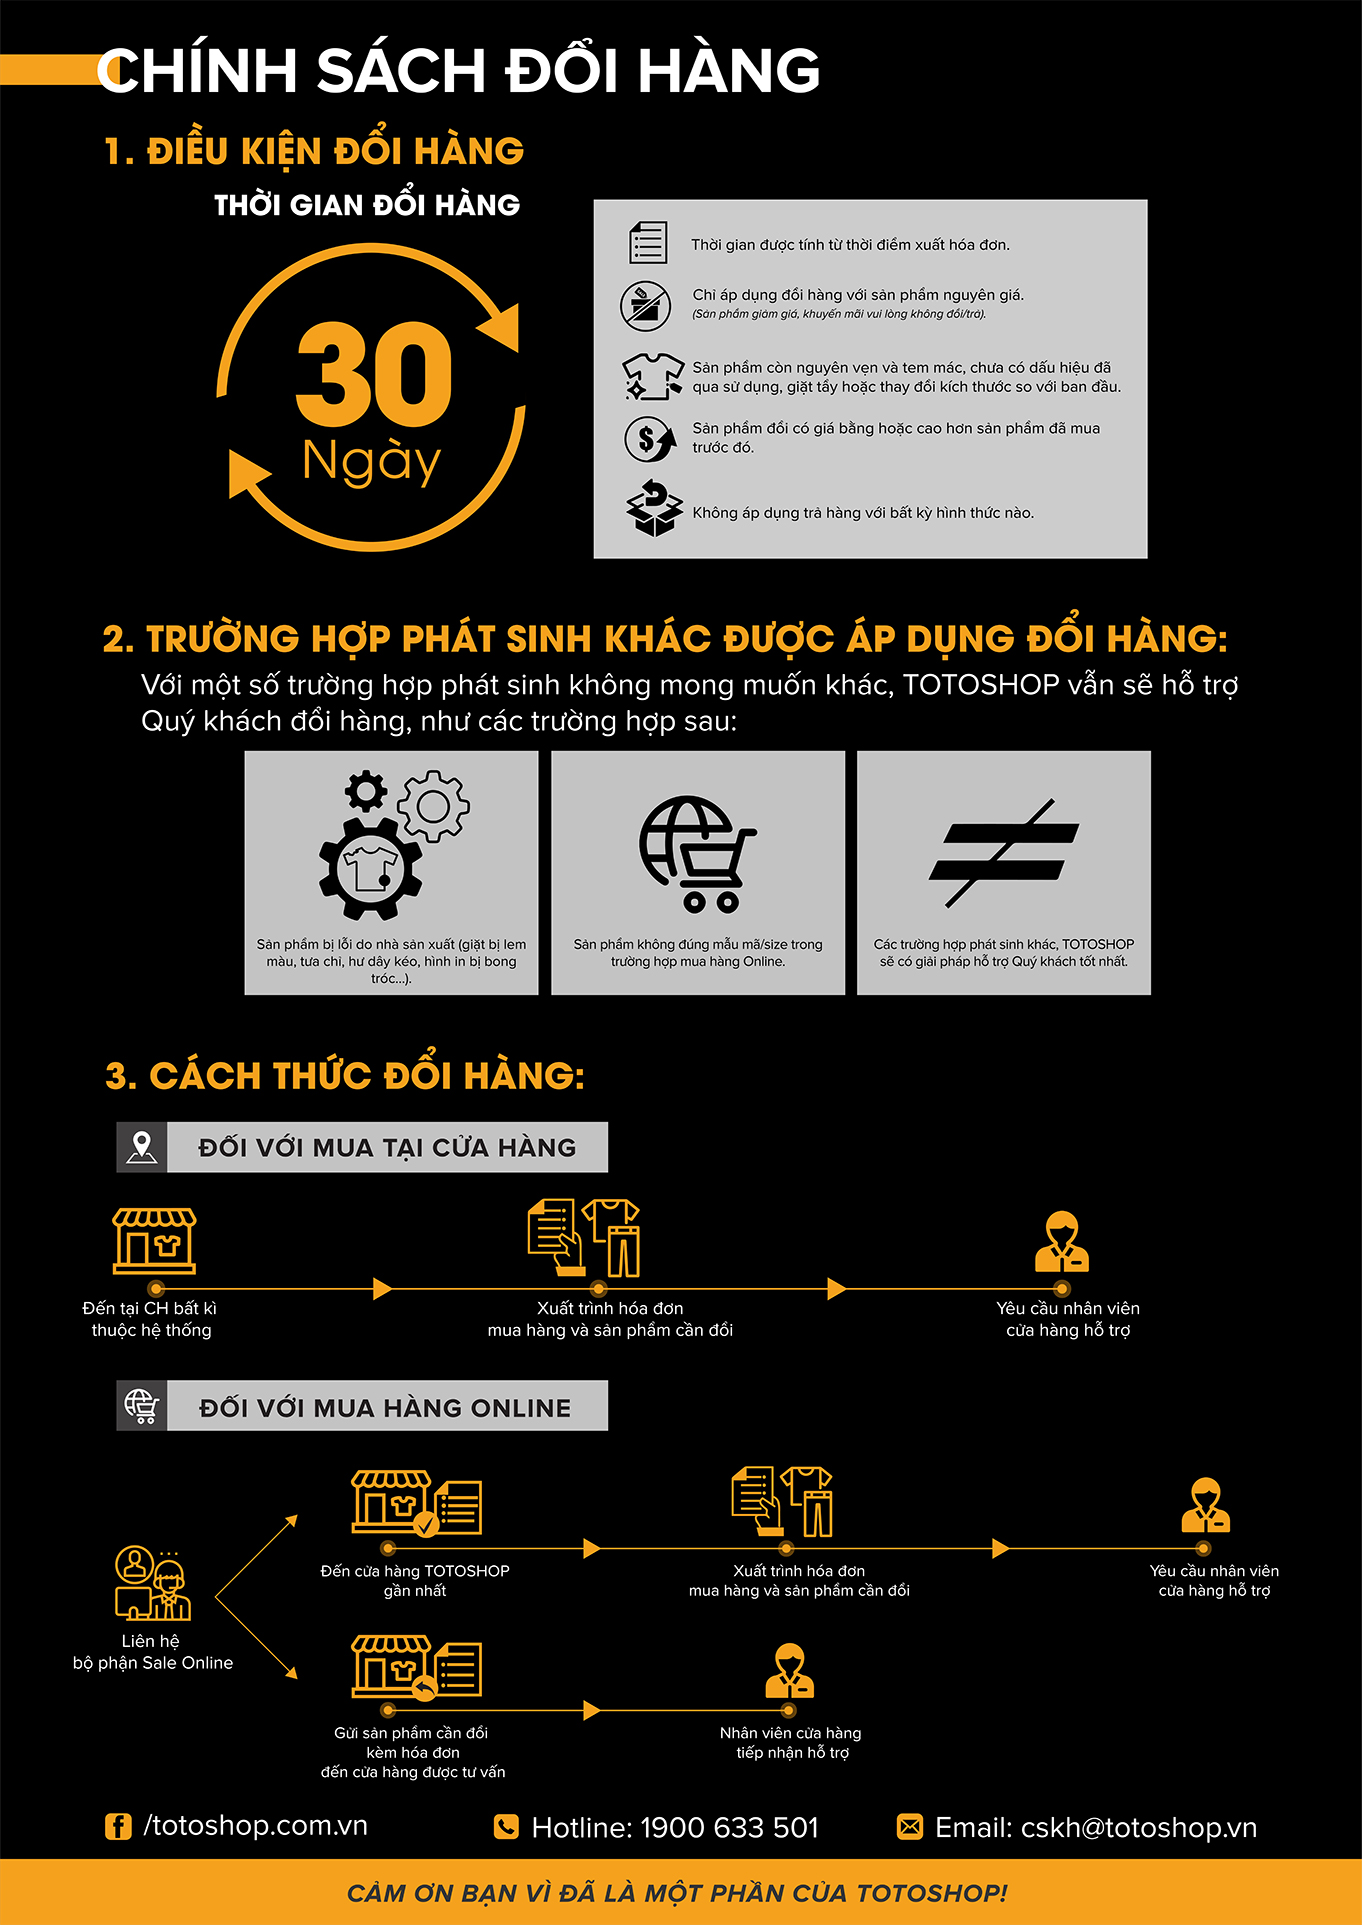 CHÍNH SÁCH ĐỔI HÀNG
1. ĐIỀU KIỆN ĐỔI HÀNG
THỜI GIAN ĐỔI HÀNG
30
Ngày
Thời gian được tính từ thời điểm xuất hóa đơn.
Chỉ áp dụng đổi hàng với sản phẩm nguyên giá.
(Sản phẩm giảm giá, khuyến mãi vui lòng không đổi/trả).
Sản phẩm còn nguyên vẹn và tem mác, chưa có dấu hiệu đã
qua sử dụng, giặt tẩy hoặc thay đổi kích thước so với ban đầu.
$
Sản phẩm đổi có giá bằng hoặc cao hơn sản phẩm đã mua
trước đó.
Không áp dụng trả hàng với bất kỳ hình thức nào.
2. TRƯỜNG HỢP PHÁT SINH KHÁC ĐƯỢC ÁP DỤNG ĐỔI HÀNG:
Với một số trường hợp phát sinh không mong muốn khác, TOTOSHOP vẫn sẽ hỗ trợ
Quý khách đổi hàng, như các trường hợp sau:
Sản phẩm bị lỗi do nhà sản xuất (giặt bị lem
màu, tưa chỉ, hư dây kéo, hình in bị bong
tróc...).
Sản phẩm không đúng mẫu mã/size trong
trường hợp mua hàng Online.
Các trường hợp phát sinh khác, TOTOSHOP
sẽ có giải pháp hỗ trợ Quý khách tốt nhất.
3. CÁCH THỨC ĐỔI HÀNG:
ĐỐI VỚI MUA TẠI CỬA HÀNG
Đến tại CH bất kì
thuộc hệ thống
Xuất trình hóa đơn
mua hàng và sản phẩm cần đổi
Yêu cầu nhân viên
cửa hàng hỗ trợ
ĐỐI VỚI MUA HÀNG ONLINE
Liên hệ
bộ phận Sale Online
Đến cửa hàng TOTOSHOP
gần nhất
Xuất trình hóa đơn
mua hàng và sản phẩm cần đổi
Yêu cầu nhân viên
cửa hàng hỗ trợ
Gửi sản phẩm cần đổi
kèm hóa đơn
đến cửa hàng được tư vấn
Nhân viên cửa hàng
tiếp nhận hỗ trợ
/totoshop.com.vn
Hotline: 1900 633 501
Email: cskh@totoshop.vn
CẢM ƠN BẠN VÌ ĐÃ LÀ MỘT PHẦN CỦA TOTOSHOP!